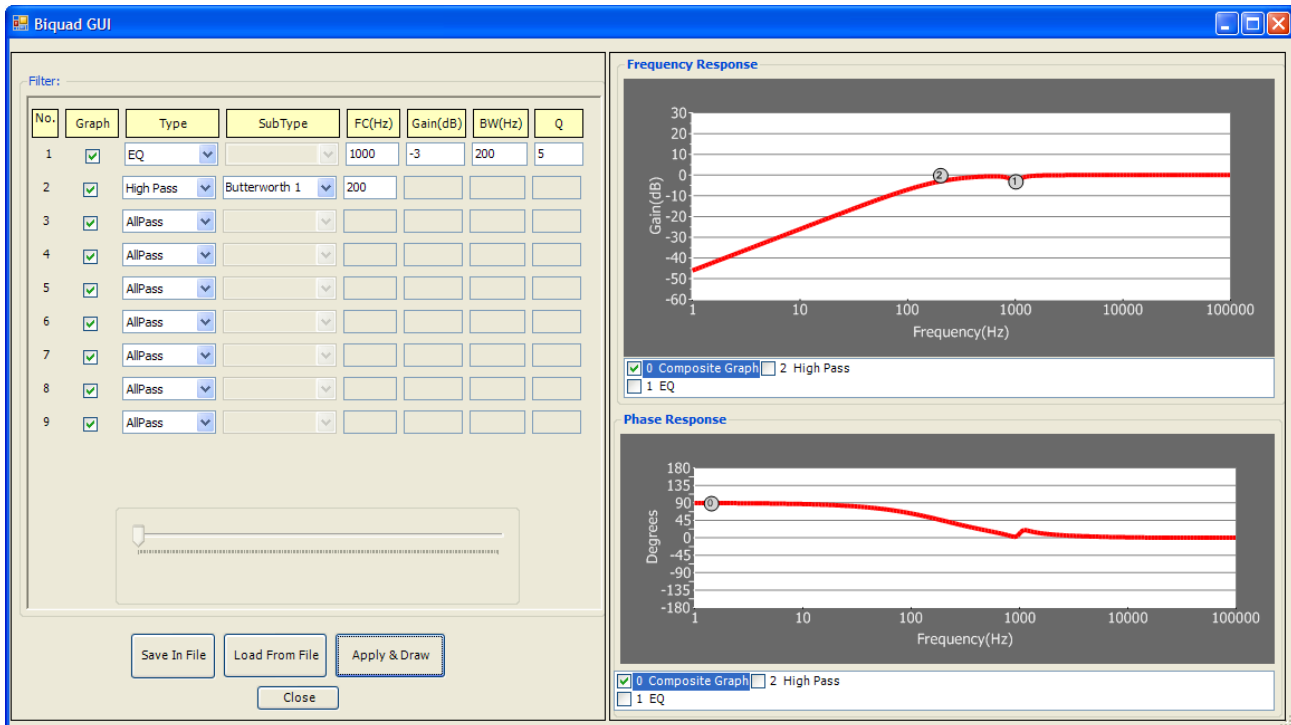 Biquad GUI
Filter:
No. Graph Type SubType FC(Hz) Gain(dB) BW(Hz) Q
1 EQ 1000 -3 200 5
2 High Pass Butterworth 1 200
3 AllPass
4 AllPass
5 AllPass
6 AllPass
7 AllPass
8 AllPass
9 AllPass
Save In File Load From File Apply & Draw
Close
Frequency Response
30
20
10
0
-10
-20
-30
-40
-50
-60
Gain(dB)
2
1
1 10 100 1000 10000 100000
Frequency(Hz)
0 Composite Graph 2 High Pass
1 EQ
Phase Response
180
135
90
45
0
-45
-90
-135
-180
Degrees
0
1 10 100 1000 10000 100000
Frequency(Hz)
0 Composite Graph 2 High Pass
1 EQ